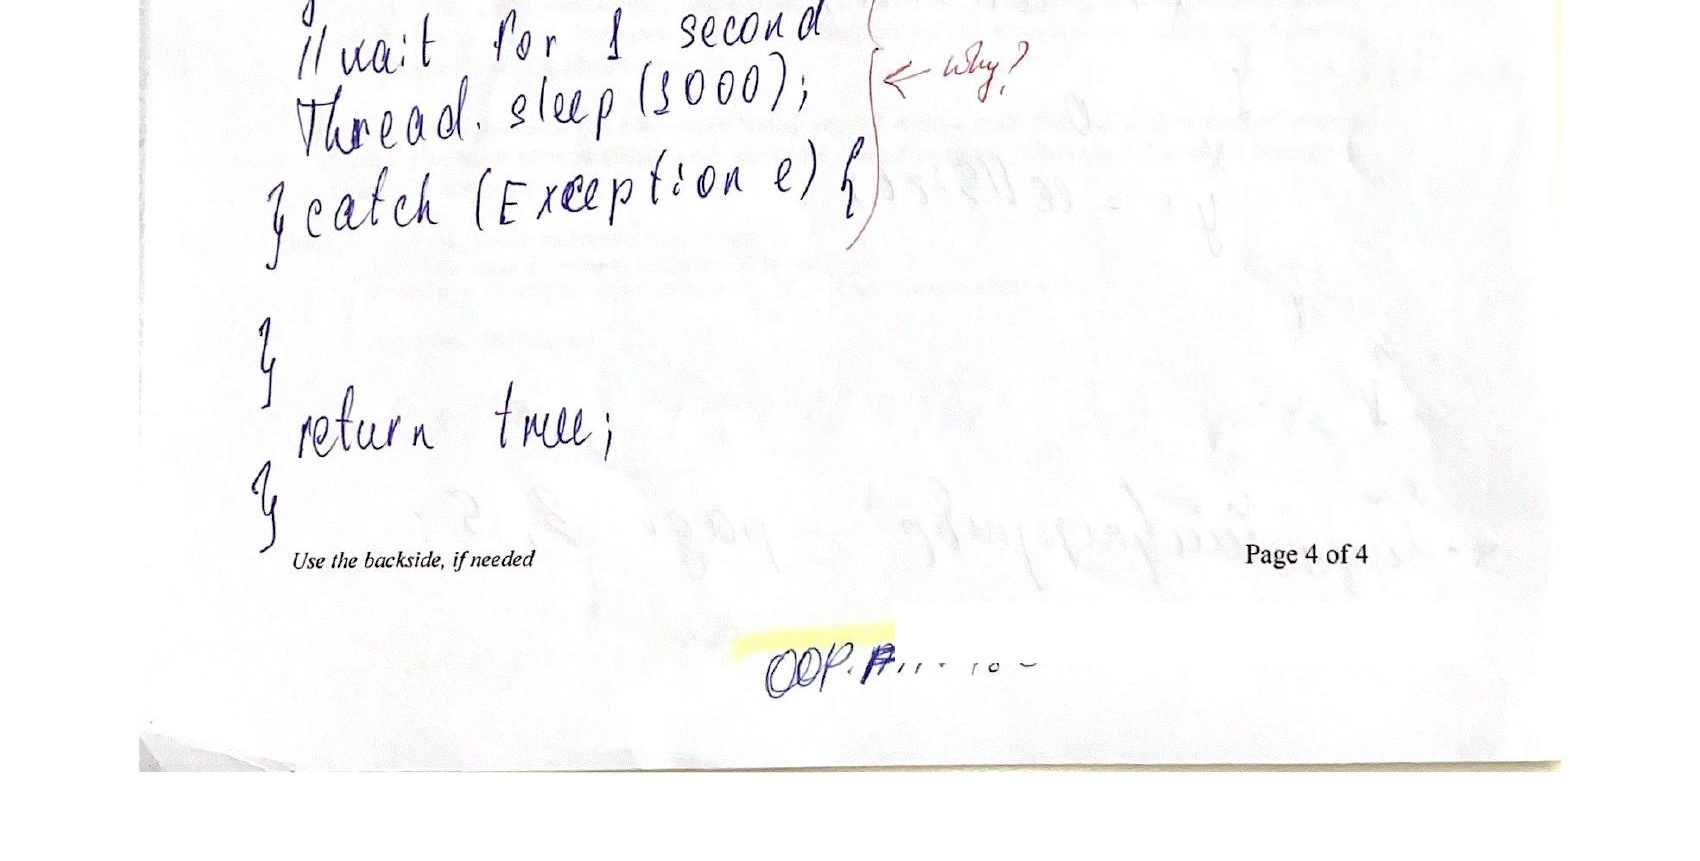 }
//wait for 1 second
Thread.sleep(1000);
← Why?
} catch (Exception e) {
}
return true;
}
Use the backside, if needed
Page 4 of 4
OOP.